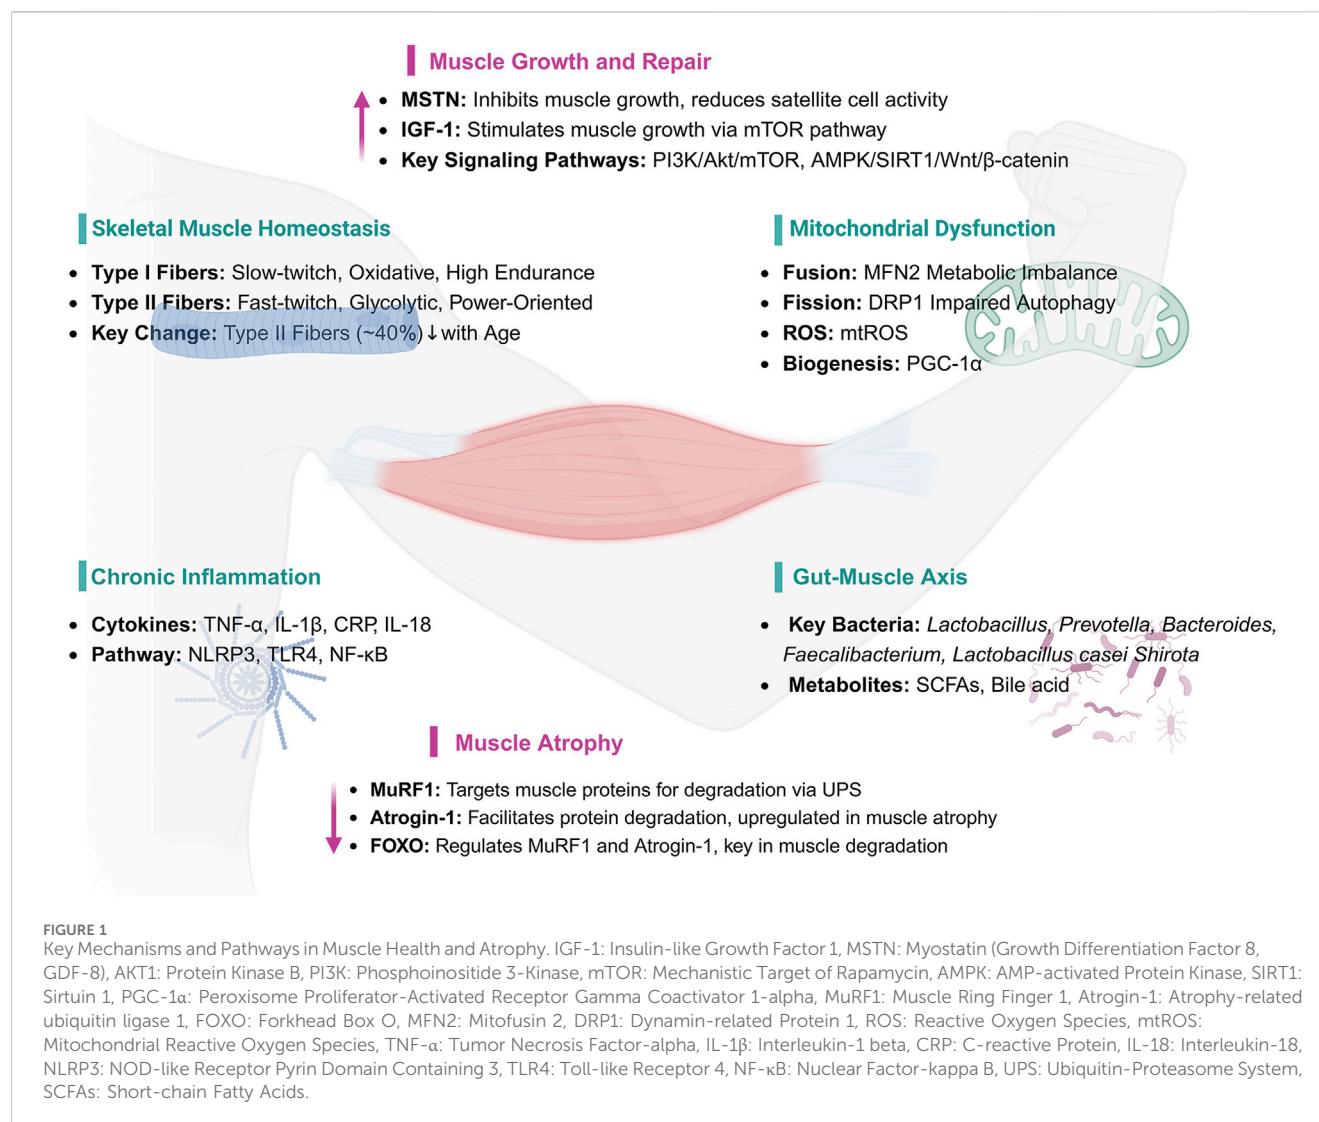 Muscle Growth and Repair
• MSTN: Inhibits muscle growth, reduces satellite cell activity
• IGF-1: Stimulates muscle growth via mTOR pathway
• Key Signaling Pathways: PI3K/Akt/mTOR, AMPK/SIRT1/Wnt/β-catenin
Skeletal Muscle Homeostasis
• Type I Fibers: Slow-twitch, Oxidative, High Endurance
• Type II Fibers: Fast-twitch, Glycolytic, Power-Oriented
• Key Change: Type II Fibers (~40%)↓with Age
Mitochondrial Dysfunction
• Fusion: MFN2 Metabolic Imbalance
• Fission: DRP1 Impaired Autophagy
• ROS: mtROS
• Biogenesis: PGC-1α
Chronic Inflammation
• Cytokines: TNF-α, IL-1β, CRP, IL-18
• Pathway: NLRP3, TLR4, NF-κB
Gut-Muscle Axis
• Key Bacteria: Lactobacillus, Prevotella, Bacteroides,
Faecalibacterium, Lactobacillus casei Shirota
• Metabolites: SCFAs, Bile acid
Muscle Atrophy
• MuRF1: Targets muscle proteins for degradation via UPS
• Atrogin-1: Facilitates protein degradation, upregulated in muscle atrophy
• FOXO: Regulates MuRF1 and Atrogin-1, key in muscle degradation
FIGURE 1
Key Mechanisms and Pathways in Muscle Health and Atrophy. IGF-1: Insulin-like Growth Factor 1, MSTN: Myostatin (Growth Differentiation Factor 8,
GDF-8), AKT1: Protein Kinase B, PI3K: Phosphoinositide 3-Kinase, mTOR: Mechanistic Target of Rapamycin, AMPK: AMP-activated Protein Kinase, SIRT1:
Sirtuin 1, PGC-1α: Peroxisome Proliferator-Activated Receptor Gamma Coactivator 1-alpha, MuRF1: Muscle Ring Finger 1, Atrogin-1: Atrophy-related
ubiquitin ligase 1, FOXO: Forkhead Box O, MFN2: Mitofusin 2, DRP1: Dynamin-related Protein 1, ROS: Reactive Oxygen Species, mtROS:
Mitochondrial Reactive Oxygen Species, TNF-α: Tumor Necrosis Factor-alpha, IL-1β: Interleukin-1 beta, CRP: C-reactive Protein, IL-18: Interleukin-18,
NLRP3: NOD-like Receptor Pyrin Domain Containing 3, TLR4: Toll-like Receptor 4, NF-κB: Nuclear Factor-kappa B, UPS: Ubiquitin-Proteasome System,
SCFAs: Short-chain Fatty Acids.